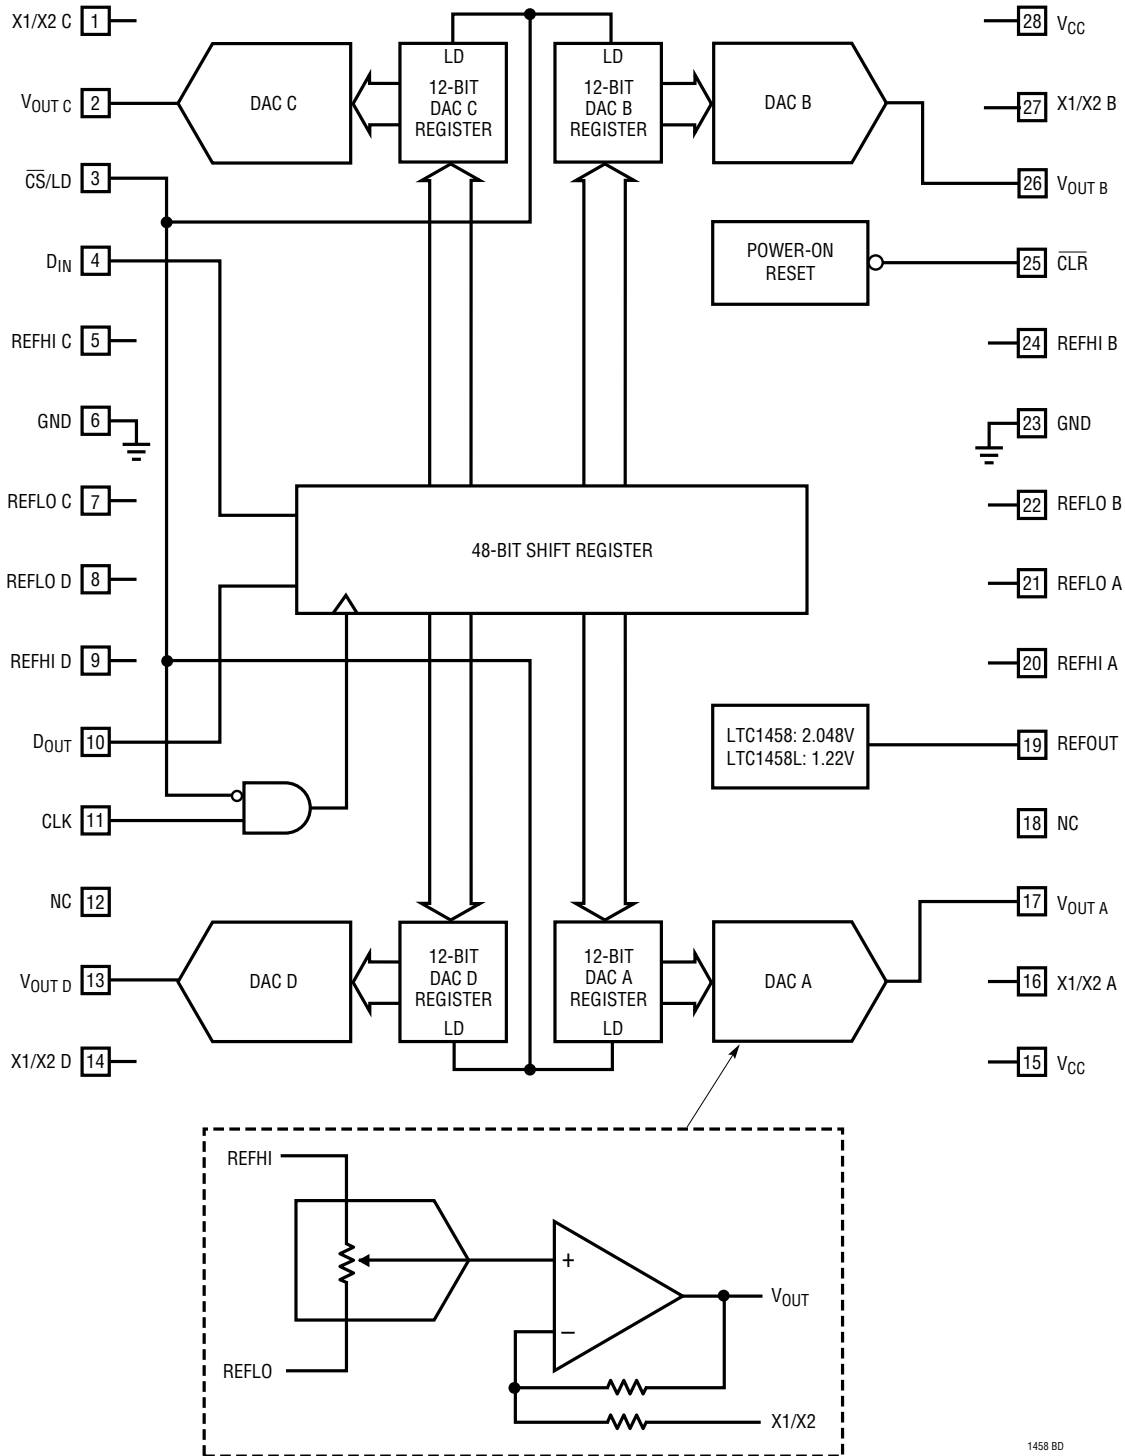 X1/X2 C 1
VOUT C 2
CS/LD 3
DIN 4
REFHI C 5
GND 6
REFLO C 7
REFLO D 8
REFHI D 9
DOUT 10
CLK 11
NC 12
VOUT D 13
X1/X2 D 14
DAC C
LD
12-BIT
DAC C
REGISTER
LD
12-BIT
DAC B
REGISTER
DAC B
POWER-ON
RESET
48-BIT SHIFT REGISTER
LTC1458: 2.048V
LTC1458L: 1.22V
DAC D
12-BIT
DAC D
REGISTER
LD
12-BIT
DAC A
REGISTER
LD
DAC A
28 VCC
27 X1/X2 B
26 VOUT B
25 CLR
24 REFHI B
23 GND
22 REFLO B
21 REFLO A
20 REFHI A
19 REFOUT
18 NC
17 VOUT A
16 X1/X2 A
15 VCC
REFHI
REFLO
+
–
VOUT
X1/X2
1458 BD